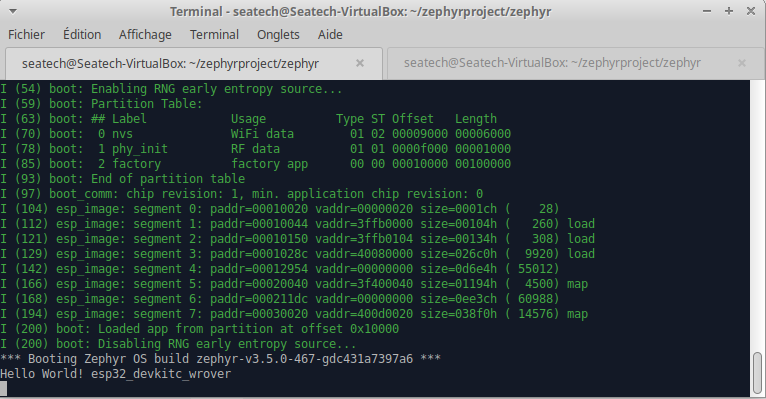 Terminal - seatech@Seatech-VirtualBox: ~/zephyrproject/zephyr
Fichier Édition Affichage Terminal Onglets Aide
seatech@Seatech-VirtualBox: ~/zephyrproject/zephyr × seatech@Seatech-VirtualBox: ~/zephyrproject/zephyr ×
I (54) boot: Enabling RNG early entropy source...
I (59) boot: Partition Table:
I (63) boot: ## Label            Usage          Type ST Offset   Length
I (70) boot:  0 nvs              WiFi data        01 02 00009000 00006000
I (78) boot:  1 phy_init         RF data          01 01 0000f000 00001000
I (85) boot:  2 factory          factory app      00 00 00010000 00100000
I (93) boot: End of partition table
I (97) boot_comm: chip revision: 1, min. application chip revision: 0
I (104) esp_image: segment 0: paddr=00010020 vaddr=00000020 size=0001ch (    28)
I (112) esp_image: segment 1: paddr=00010044 vaddr=3ffb0000 size=00104h (   260) load
I (121) esp_image: segment 2: paddr=00010150 vaddr=3ffb0104 size=00134h (   308) load
I (129) esp_image: segment 3: paddr=0001028c vaddr=40080000 size=026c0h (  9920) load
I (142) esp_image: segment 4: paddr=00012954 vaddr=00000000 size=0d6e4h ( 55012)
I (166) esp_image: segment 5: paddr=00020040 vaddr=3f400040 size=01194h (  4500) map
I (168) esp_image: segment 6: paddr=000211dc vaddr=00000000 size=0ee3ch ( 60988)
I (194) esp_image: segment 7: paddr=00030020 vaddr=400d0020 size=038f0h ( 14576) map
I (200) boot: Loaded app from partition at offset 0x10000
I (200) boot: Disabling RNG early entropy source...
*** Booting Zephyr OS build zephyr-v3.5.0-467-gdc431a7397a6 ***
Hello World! esp32_devkitc_wrover